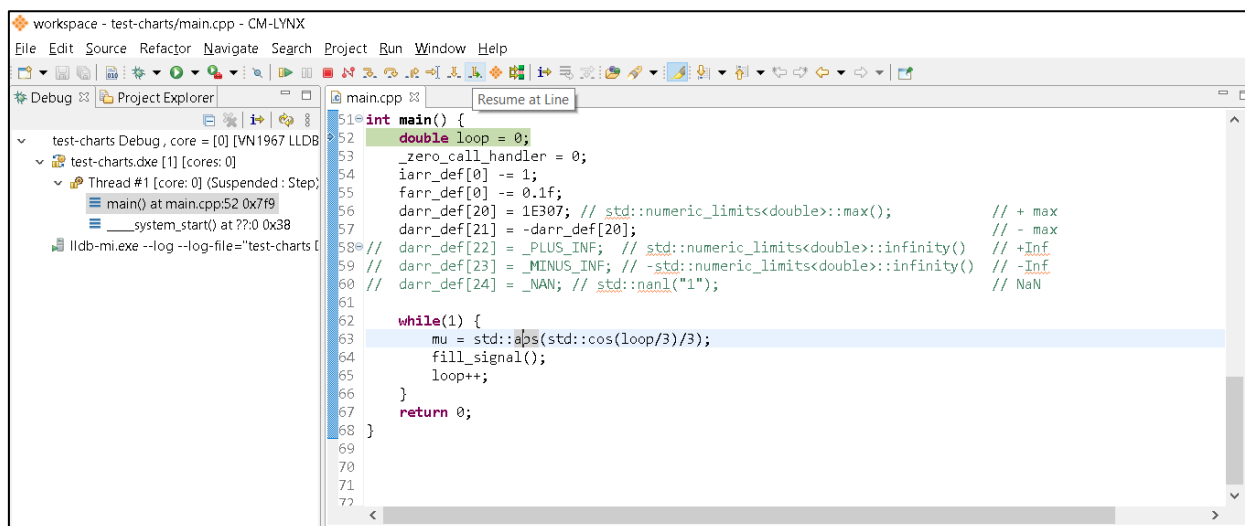 workspace - test-charts/main.cpp - CM-LYNX
File Edit Source Refactor Navigate Search Project Run Window Help
Debug Project Explorer
main.cpp
Resume at Line
test-charts Debug , core = [0] [VN1967 LLDB
test-charts.dxe [1] [cores: 0]
Thread #1 [core: 0] (Suspended : Step)
main() at main.cpp:52 0x7f9
____system_start() at ??:0 0x38
lldb-mi.exe --log --log-file="test-charts [
51 int main() {
52 double loop = 0;
53 _zero_call_handler = 0;
54 iarr_def[0] -= 1;
55 farr_def[0] -= 0.1f;
56 darr_def[20] = 1E307; // std::numeric_limits<double>::max(); // + max
57 darr_def[21] = -darr_def[20]; // - max
58 // darr_def[22] = _PLUS_INF; // std::numeric_limits<double>::infinity() // +Inf
59 // darr_def[23] = _MINUS_INF; // -std::numeric_limits<double>::infinity() // -Inf
60 // darr_def[24] = _NAN; // std::nanl("1"); // NaN
61
62 while(1) {
63 mu = std::abs(std::cos(loop/3)/3);
64 fill_signal();
65 loop++;
66 }
67 return 0;
68 }
69
70
71
72